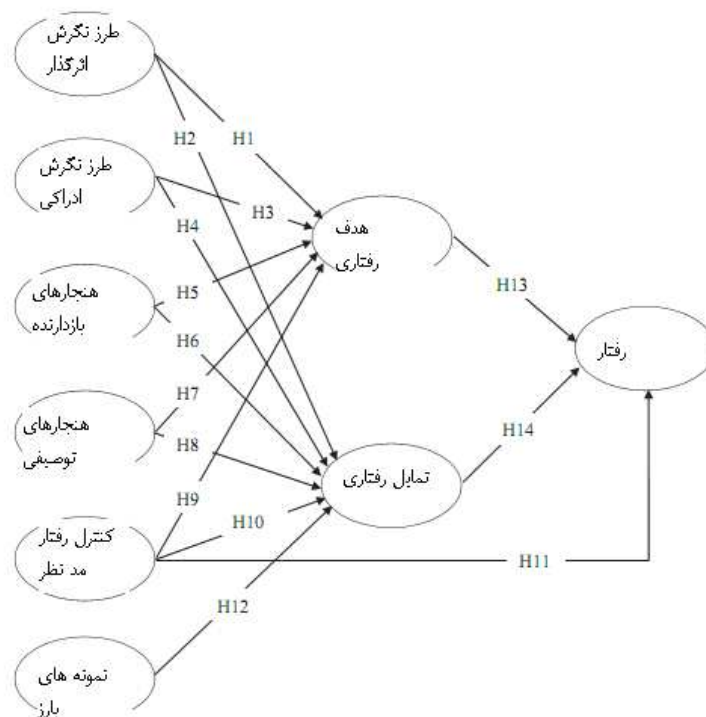 طرز نگرش
اثرگذار
H2
H1
طرز نگرش
ادراکی
H3
H4
هدف
رفتاری
H13
هنجارهای
بازدارنده
H5
H6
رفتار
هنجارهای
توصیفی
H7
H8
H14
تمایل رفتاری
H9
کنترل رفتار
مد نظر
H10
H11
H12
نمونه های
بارز